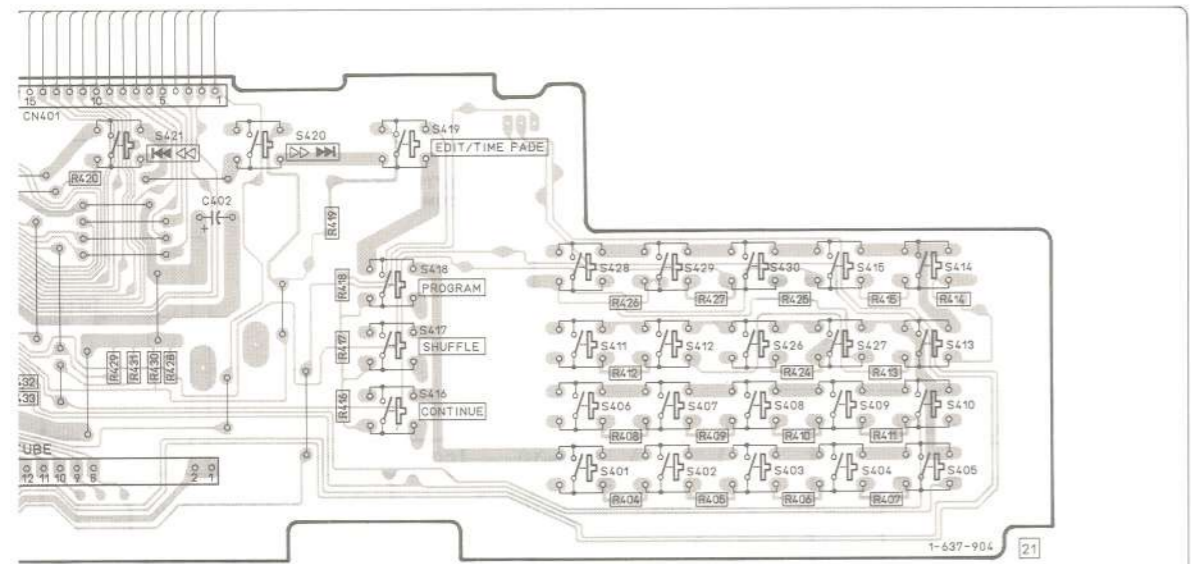 15 10 5 1
CN401
S421
S420
S419
EDIT/TIME FADE
R420
C402
+
R419
S418
PROGRAM
R418
S428 S429 S430 S415 S414
R426 R427 R425 R415 R414
S417
SHUFFLE
R417
S411 S412 S426 S427 S413
R412 R424 R413
R429 R431 R430 R428
432
433
S416
CONTINUE
R416
S406 S407 S408 S409 S410
R408 R409 R410 R411
UBE
12 11 10 9 8 2 1
S401 S402 S403 S404 S405
R404 R405 R406 R407
1-637-904 21